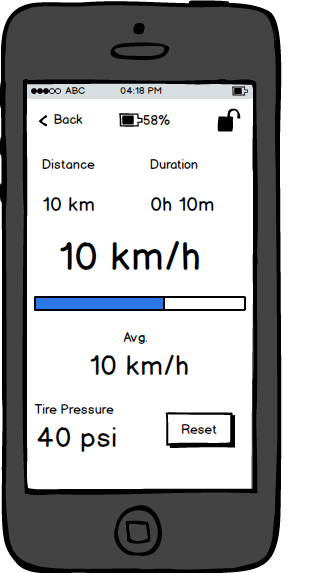 ABC 04:18 PM
Back 58%
Distance Duration
10 km 0h 10m
10 km/h
Avg.
10 km/h
Tire Pressure
40 psi
Reset